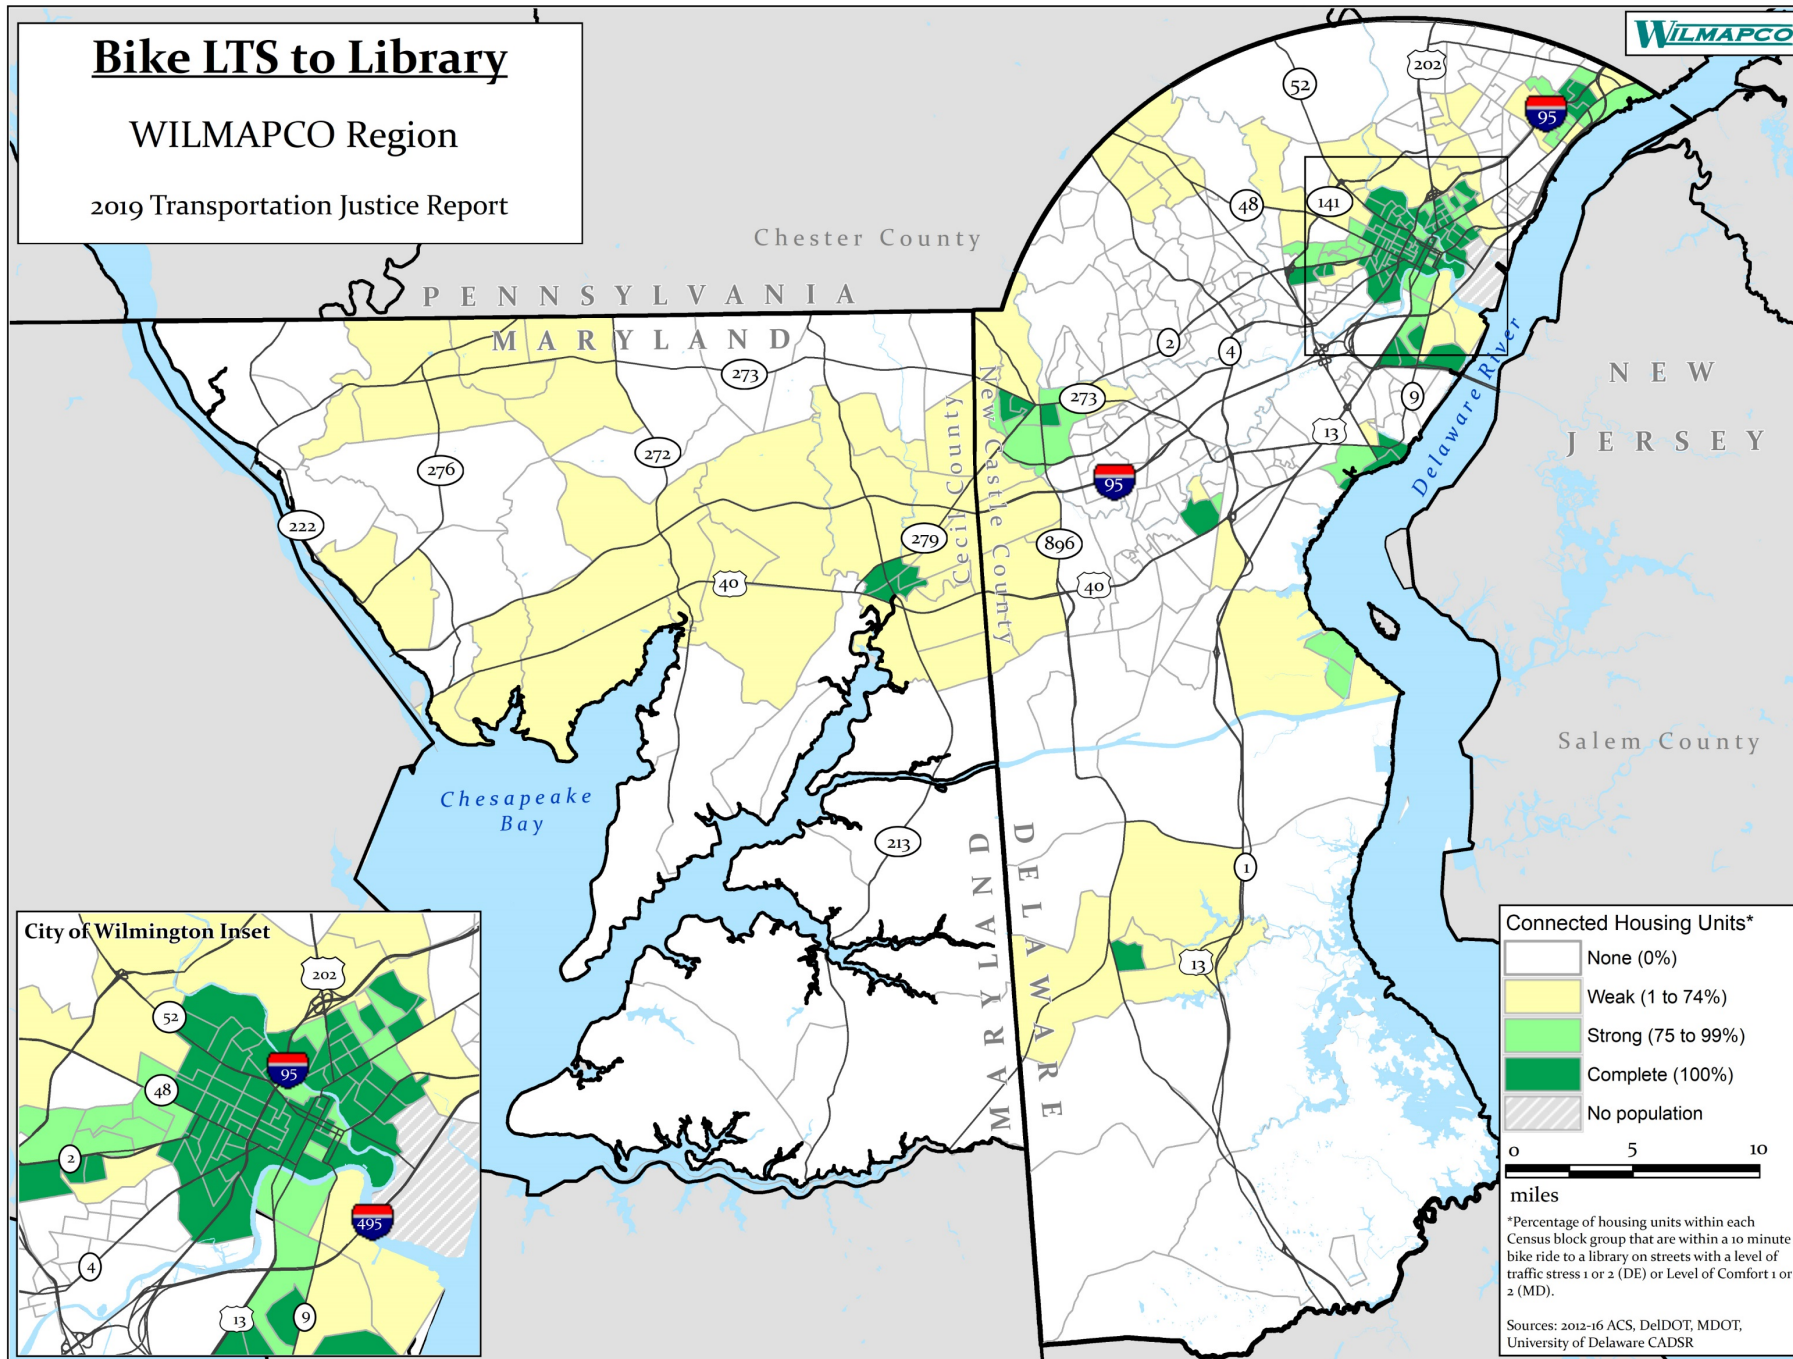 Bike LTS to Library
WILMAPCO Region
2019 Transportation Justice Report
WILMAPCO
202
52
95
Chester County
48
141
PENNSYLVANIA
MARYLAND
2
4
273
NEW
JERSEY
Delaware River
New Castle County
Cecil County
273
9
13
276
272
95
222
279
896
40
40
Salem County
Chesapeake
Bay
213
1
MARYLAND
DELAWARE
13
City of Wilmington Inset
202
52
95
48
2
495
4
13
9
Connected Housing Units*
None (0%)
Weak (1 to 74%)
Strong (75 to 99%)
Complete (100%)
No population
0 5 10
miles
*Percentage of housing units within each
Census block group that are within a 10 minute
bike ride to a library on streets with a level of
traffic stress 1 or 2 (DE) or Level of Comfort 1 or
2 (MD).
Sources: 2012-16 ACS, DelDOT, MDOT,
University of Delaware CADSR